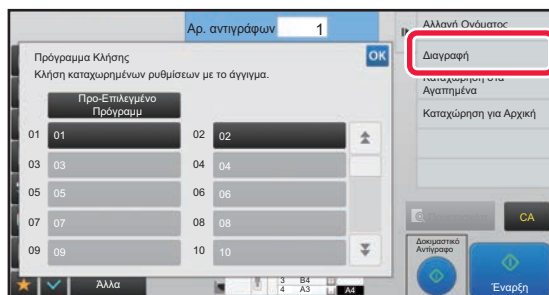 Αρ. αντιγράφων 1
Αλλαγή Ονόματος
Διαγραφή
Καταχώρηση στα
Αγαπημένα
Καταχώρηση για Αρχική
Πρόγραμμα Κλήσης
OK
Κλήση καταχωρημένων ρυθμίσεων με το άγγιγμα.
Προ-Επιλεγμένο
Πρόγραμμ
01 01 02 02
03 03 04 04
05 05 06 06
07 07 08 08
09 09 10 10
CA
Δοκιμαστικό
Αντίγραφο
Έναρξη
Άλλα
3 B4
4 A3
A4